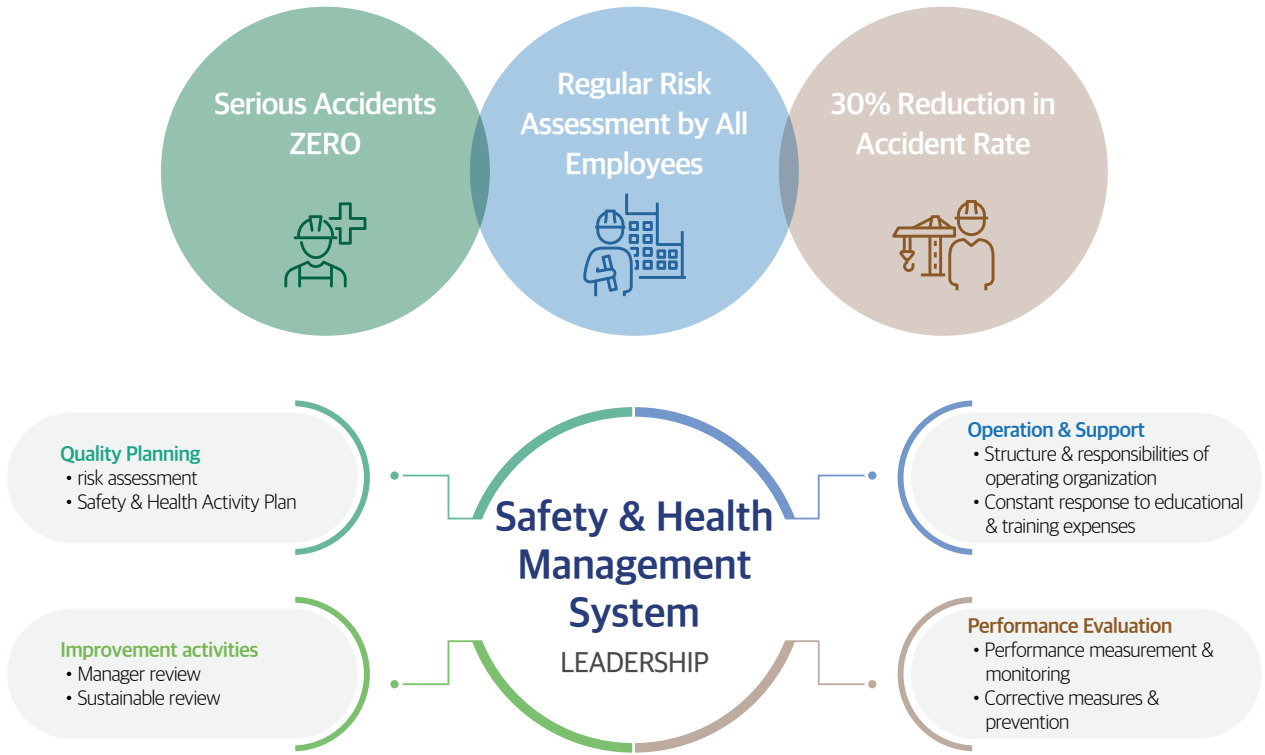 Serious Accidents
ZERO
Regular Risk
Assessment by All
Employees
30% Reduction in
Accident Rate
Quality Planning
• risk assessment
• Safety & Health Activity Plan
Operation & Support
• Structure & responsibilities of
operating organization
• Constant response to educational
& training expenses
Safety & Health
Management
System
LEADERSHIP
Improvement activities
• Manager review
• Sustainable review
Performance Evaluation
• Performance measurement &
monitoring
• Corrective measures &
prevention